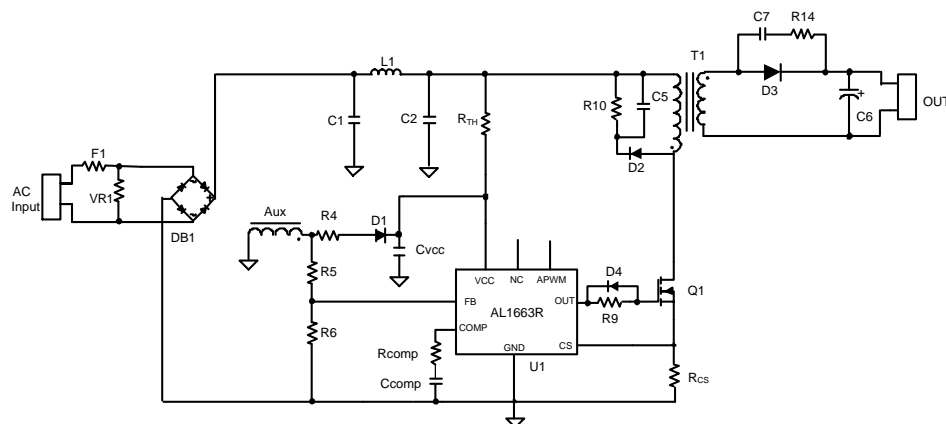 C7
R14
T1
L1
D3
C5
R10
C1
C2
RTH
C6
OUT
D2
F1
AC
Input
VR1
DB1
Aux
R4
D1
Cvcc
R5
NC
APWM
VCC
D4
FB
OUT
Q1
AL1663R
R9
R6
COMP
Rcomp
GND
CS
U1
Ccomp
RCS
+